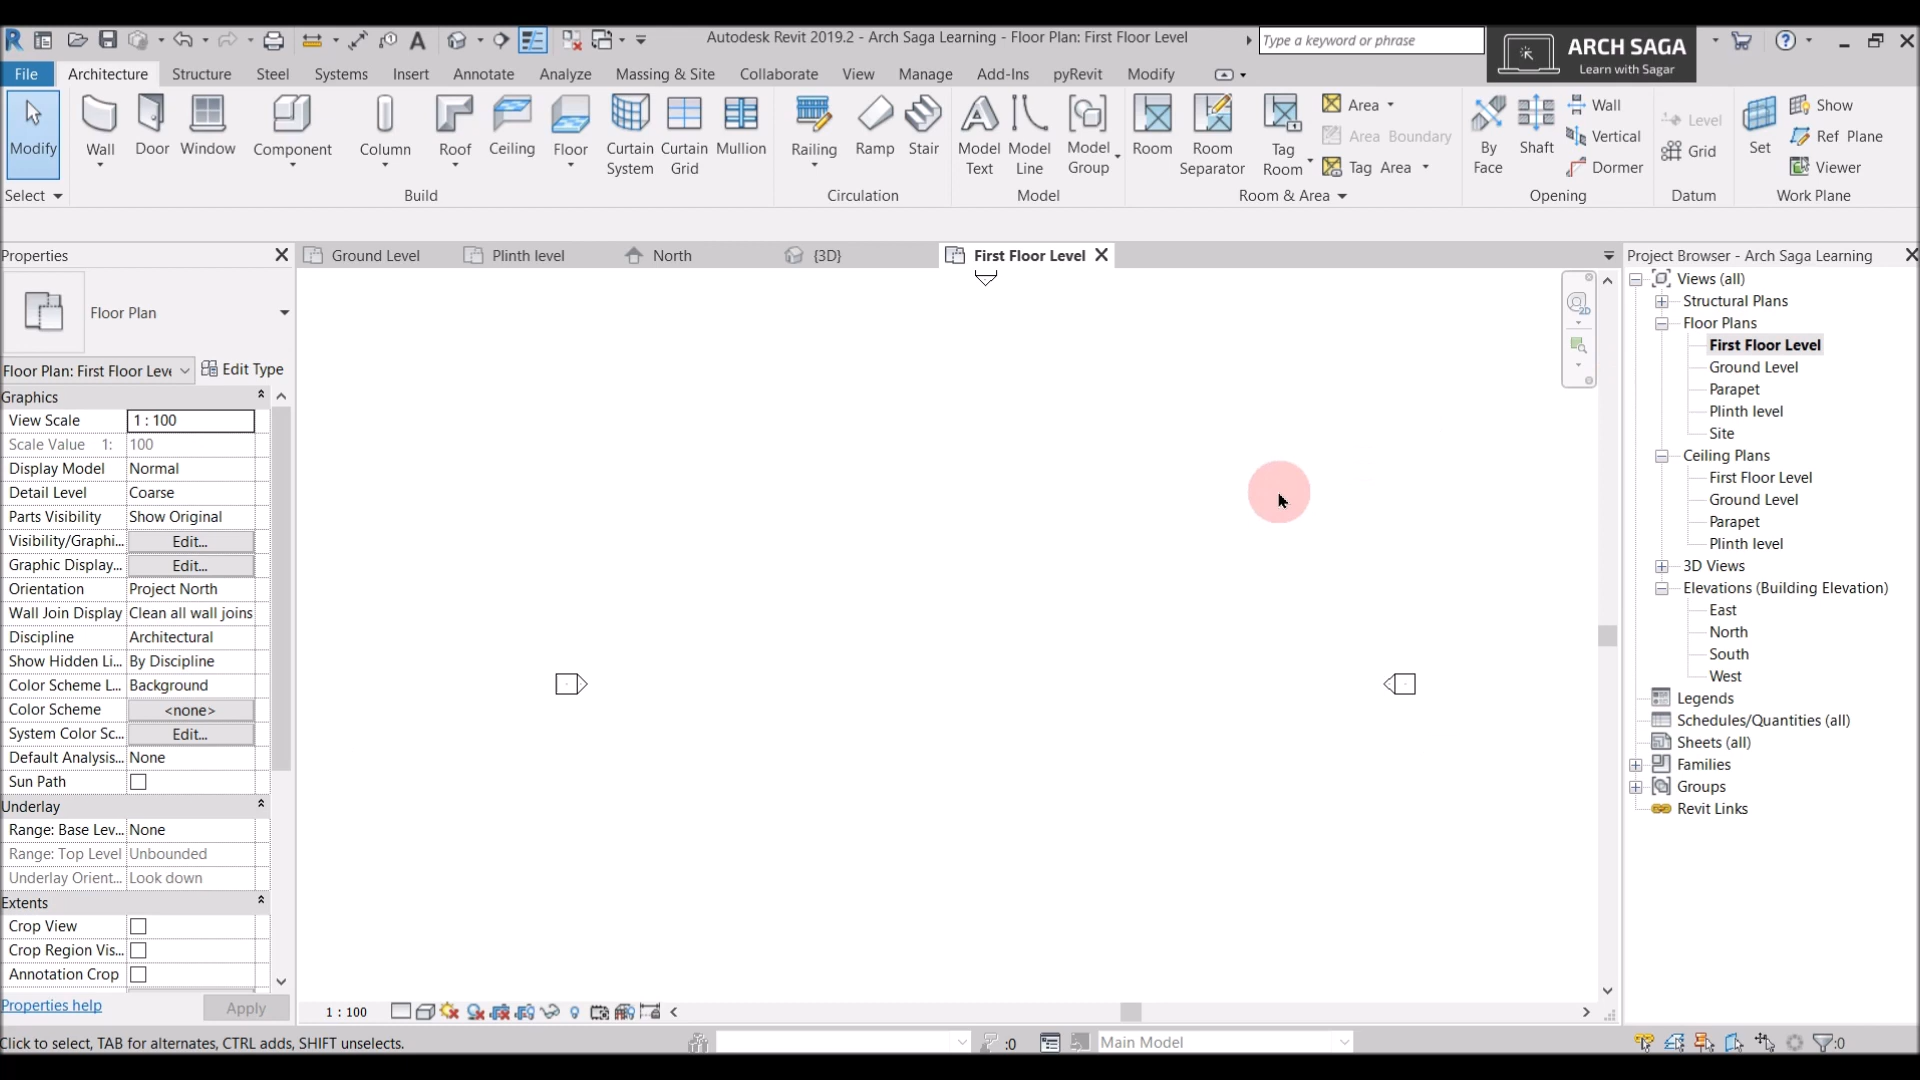 Autodesk Revit 2019.2 - Arch Saga Learning - Floor Plan: First Floor Level
Type a keyword or phrase
ARCH SAGA
Learn with Sagar
File Architecture Structure Steel Systems Insert Annotate Analyze Massing & Site Collaborate View Manage Add-Ins pyRevit Modify
Modify
Wall
Door
Window
Component
Column
Roof
Ceiling
Floor
Curtain System
Curtain Grid
Mullion
Railing
Ramp
Stair
Model Text
Model Line
Model Group
Room
Room Separator
Tag Room
Area
Area Boundary
Tag Area
By Face
Shaft
Wall
Vertical
Dormer
Level
Grid
Set
Show
Ref Plane
Viewer
Select Build Circulation Model Room & Area Opening Datum Work Plane
Properties
Ground Level Plinth level North {3D} First Floor Level
Project Browser - Arch Saga Learning
Floor Plan
Floor Plan: First Floor Leve
Edit Type
Graphics
View Scale 1 : 100
Scale Value 1: 100
Display Model Normal
Detail Level Coarse
Parts Visibility Show Original
Visibility/Graphi... Edit...
Graphic Display... Edit...
Orientation Project North
Wall Join Display Clean all wall joins
Discipline Architectural
Show Hidden Li... By Discipline
Color Scheme L... Background
Color Scheme <none>
System Color Sc... Edit...
Default Analysis... None
Sun Path
Underlay
Range: Base Lev... None
Range: Top Level Unbounded
Underlay Orient... Look down
Extents
Crop View
Crop Region Vis...
Annotation Crop
Properties help
Apply
2D
Views (all)
Structural Plans
Floor Plans
First Floor Level
Ground Level
Parapet
Plinth level
Site
Ceiling Plans
First Floor Level
Ground Level
Parapet
Plinth level
3D Views
Elevations (Building Elevation)
East
North
South
West
Legends
Schedules/Quantities (all)
Sheets (all)
Families
Groups
Revit Links
1 : 100
Click to select, TAB for alternates, CTRL adds, SHIFT unselects.
:0
Main Model
:0